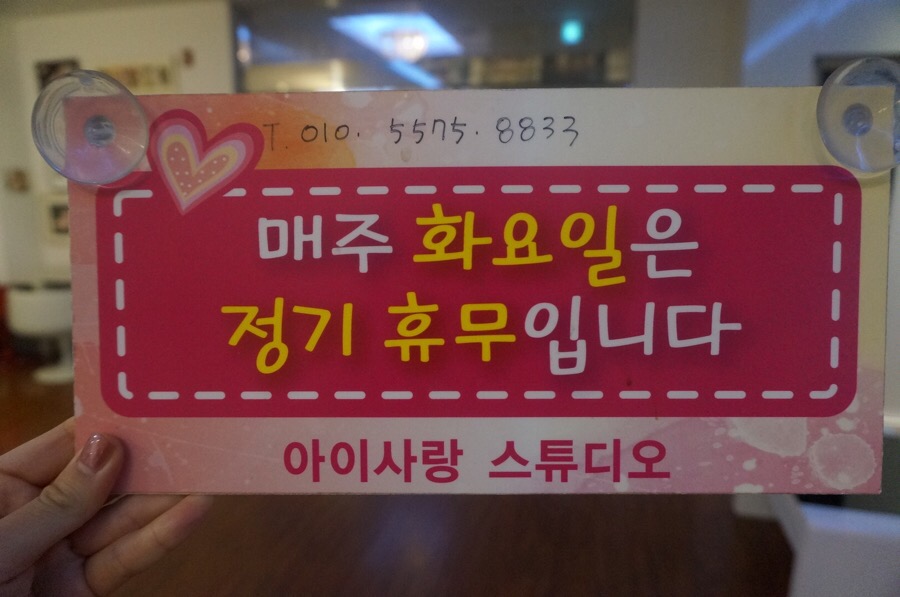 T. 010. 5575. 8833
매주 화요일은
정기 휴무입니다
아이사랑 스튜디오